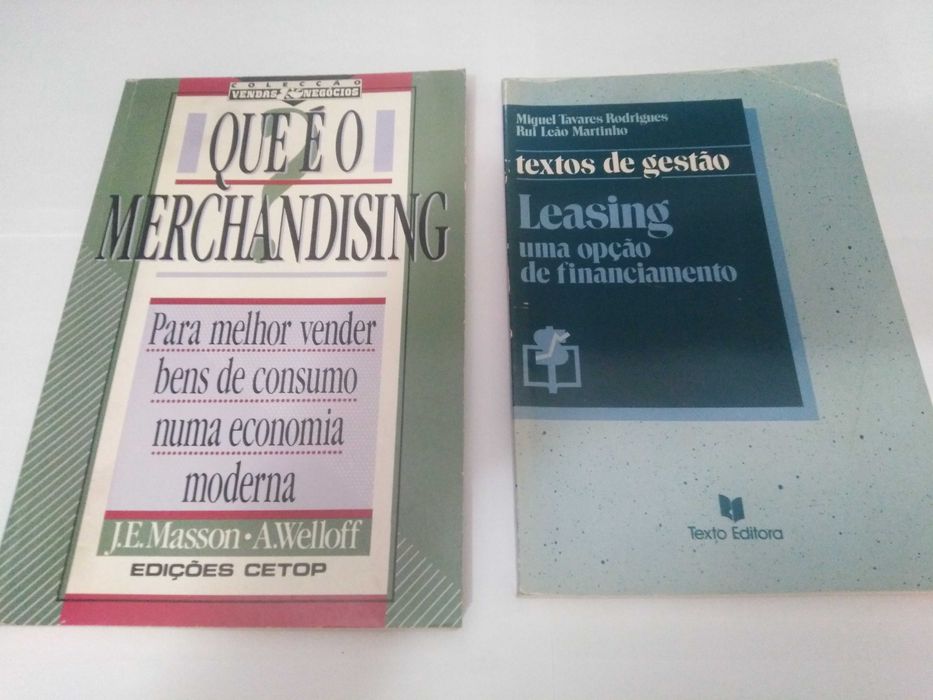 COLECÇÃO
VENDAS & NEGÓCIOS
QUE É O
MERCHANDISING
?
Para melhor vender
bens de consumo
numa economia
moderna
J.E. Masson • A. Welloff
EDIÇÕES CETOP
Miguel Tavares Rodrigues
Rui Leão Martinho
textos de gestão
Leasing
uma opção
de financiamento
Texto Editora